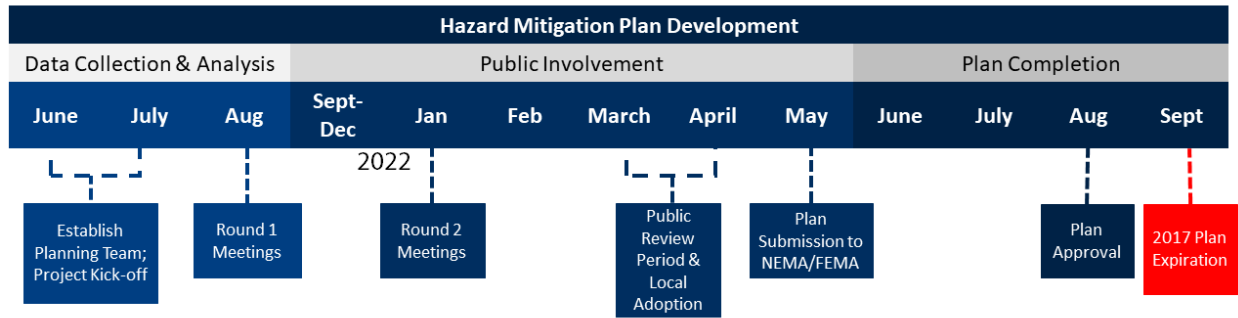 Hazard Mitigation Plan Development
Data Collection & Analysis
Public Involvement
Plan Completion
June
July
Aug
Sept-
Dec
Jan
Feb
March
April
May
June
July
Aug
Sept
2022
Establish
Planning Team;
Project Kick-off
Round 1
Meetings
Round 2
Meetings
Public
Review
Period &
Local
Adoption
Plan
Submission to
NEMA/FEMA
Plan
Approval
2017 Plan
Expiration